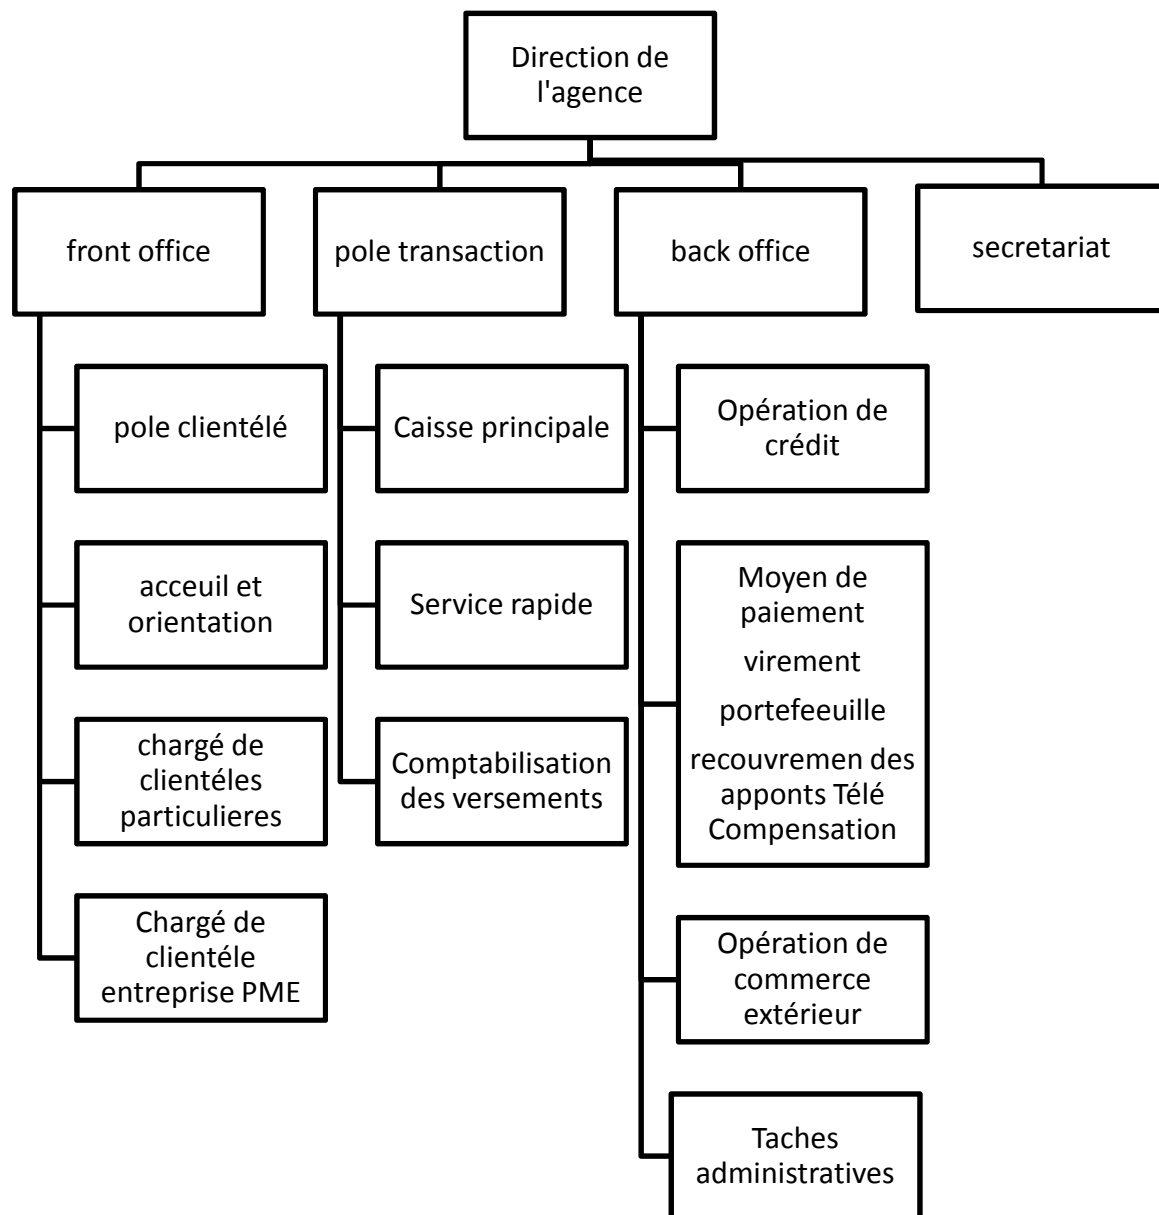 Direction de
l'agence
front office
pole transaction
back office
secretariat
pole clientélé
Caisse principale
Opération de
crédit
acceuil et
orientation
Service rapide
Moyen de
paiement
virement
portefeeuille
recouvremen des
apponts Télé
Compensation
chargé de
clientéles
particulieres
Comptabilisation
des versements
Chargé de
clientéle
entreprise PME
Opération de
commerce
extérieur
Taches
administratives